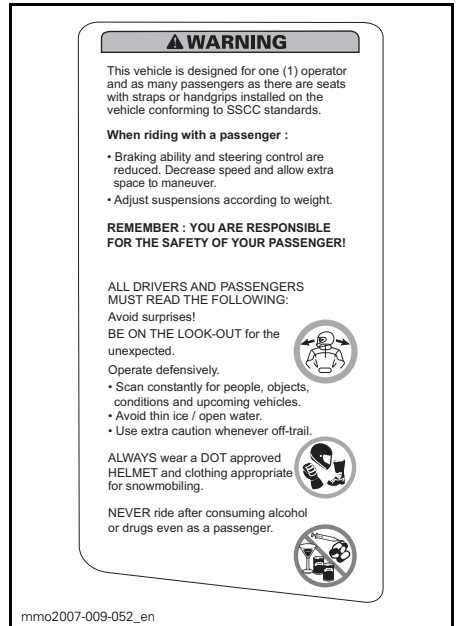 WARNING
This vehicle is designed for one (1) operator
and as many passengers as there are seats
with straps or handgrips installed on the
vehicle conforming to SSCC standards.
When riding with a passenger :
• Braking ability and steering control are
reduced. Decrease speed and allow extra
space to maneuver.
• Adjust suspensions according to weight.
REMEMBER : YOU ARE RESPONSIBLE
FOR THE SAFETY OF YOUR PASSENGER!
ALL DRIVERS AND PASSENGERS
MUST READ THE FOLLOWING:
Avoid surprises!
BE ON THE LOOK-OUT for the
unexpected.
Operate defensively.
• Scan constantly for people, objects,
conditions and upcoming vehicles.
• Avoid thin ice / open water.
• Use extra caution whenever off-trail.
ALWAYS wear a DOT approved
HELMET and clothing appropriate
for snowmobiling.
NEVER ride after consuming alcohol
or drugs even as a passenger.
mmo2007-009-052_en